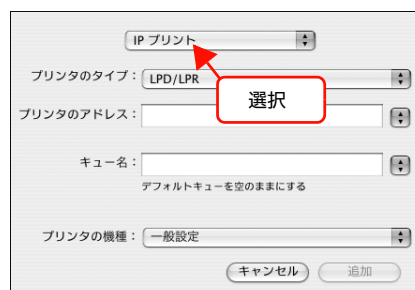 IP プリント
プリンタのタイプ： LPD/LPR
選択
プリンタのアドレス：
キュー名：
デフォルトキューを空のままにする
プリンタの機種： 一般設定
キャンセル 追加